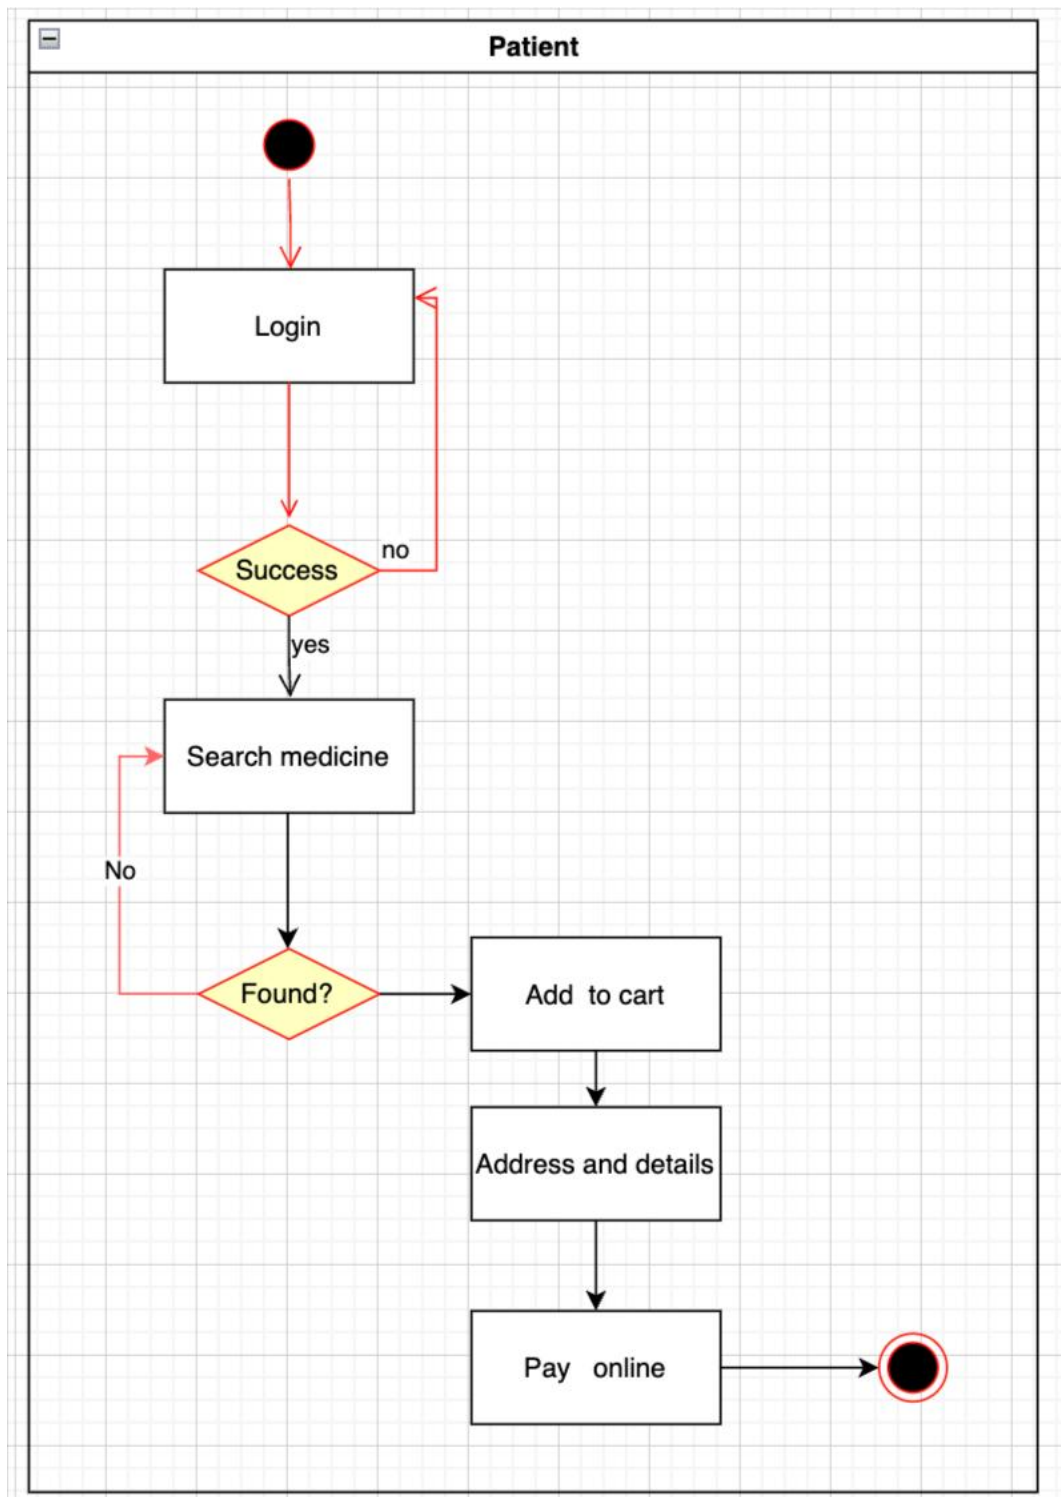 Patient
Login
no
Success
yes
Search medicine
No
Found?
Add to cart
Address and details
Pay online